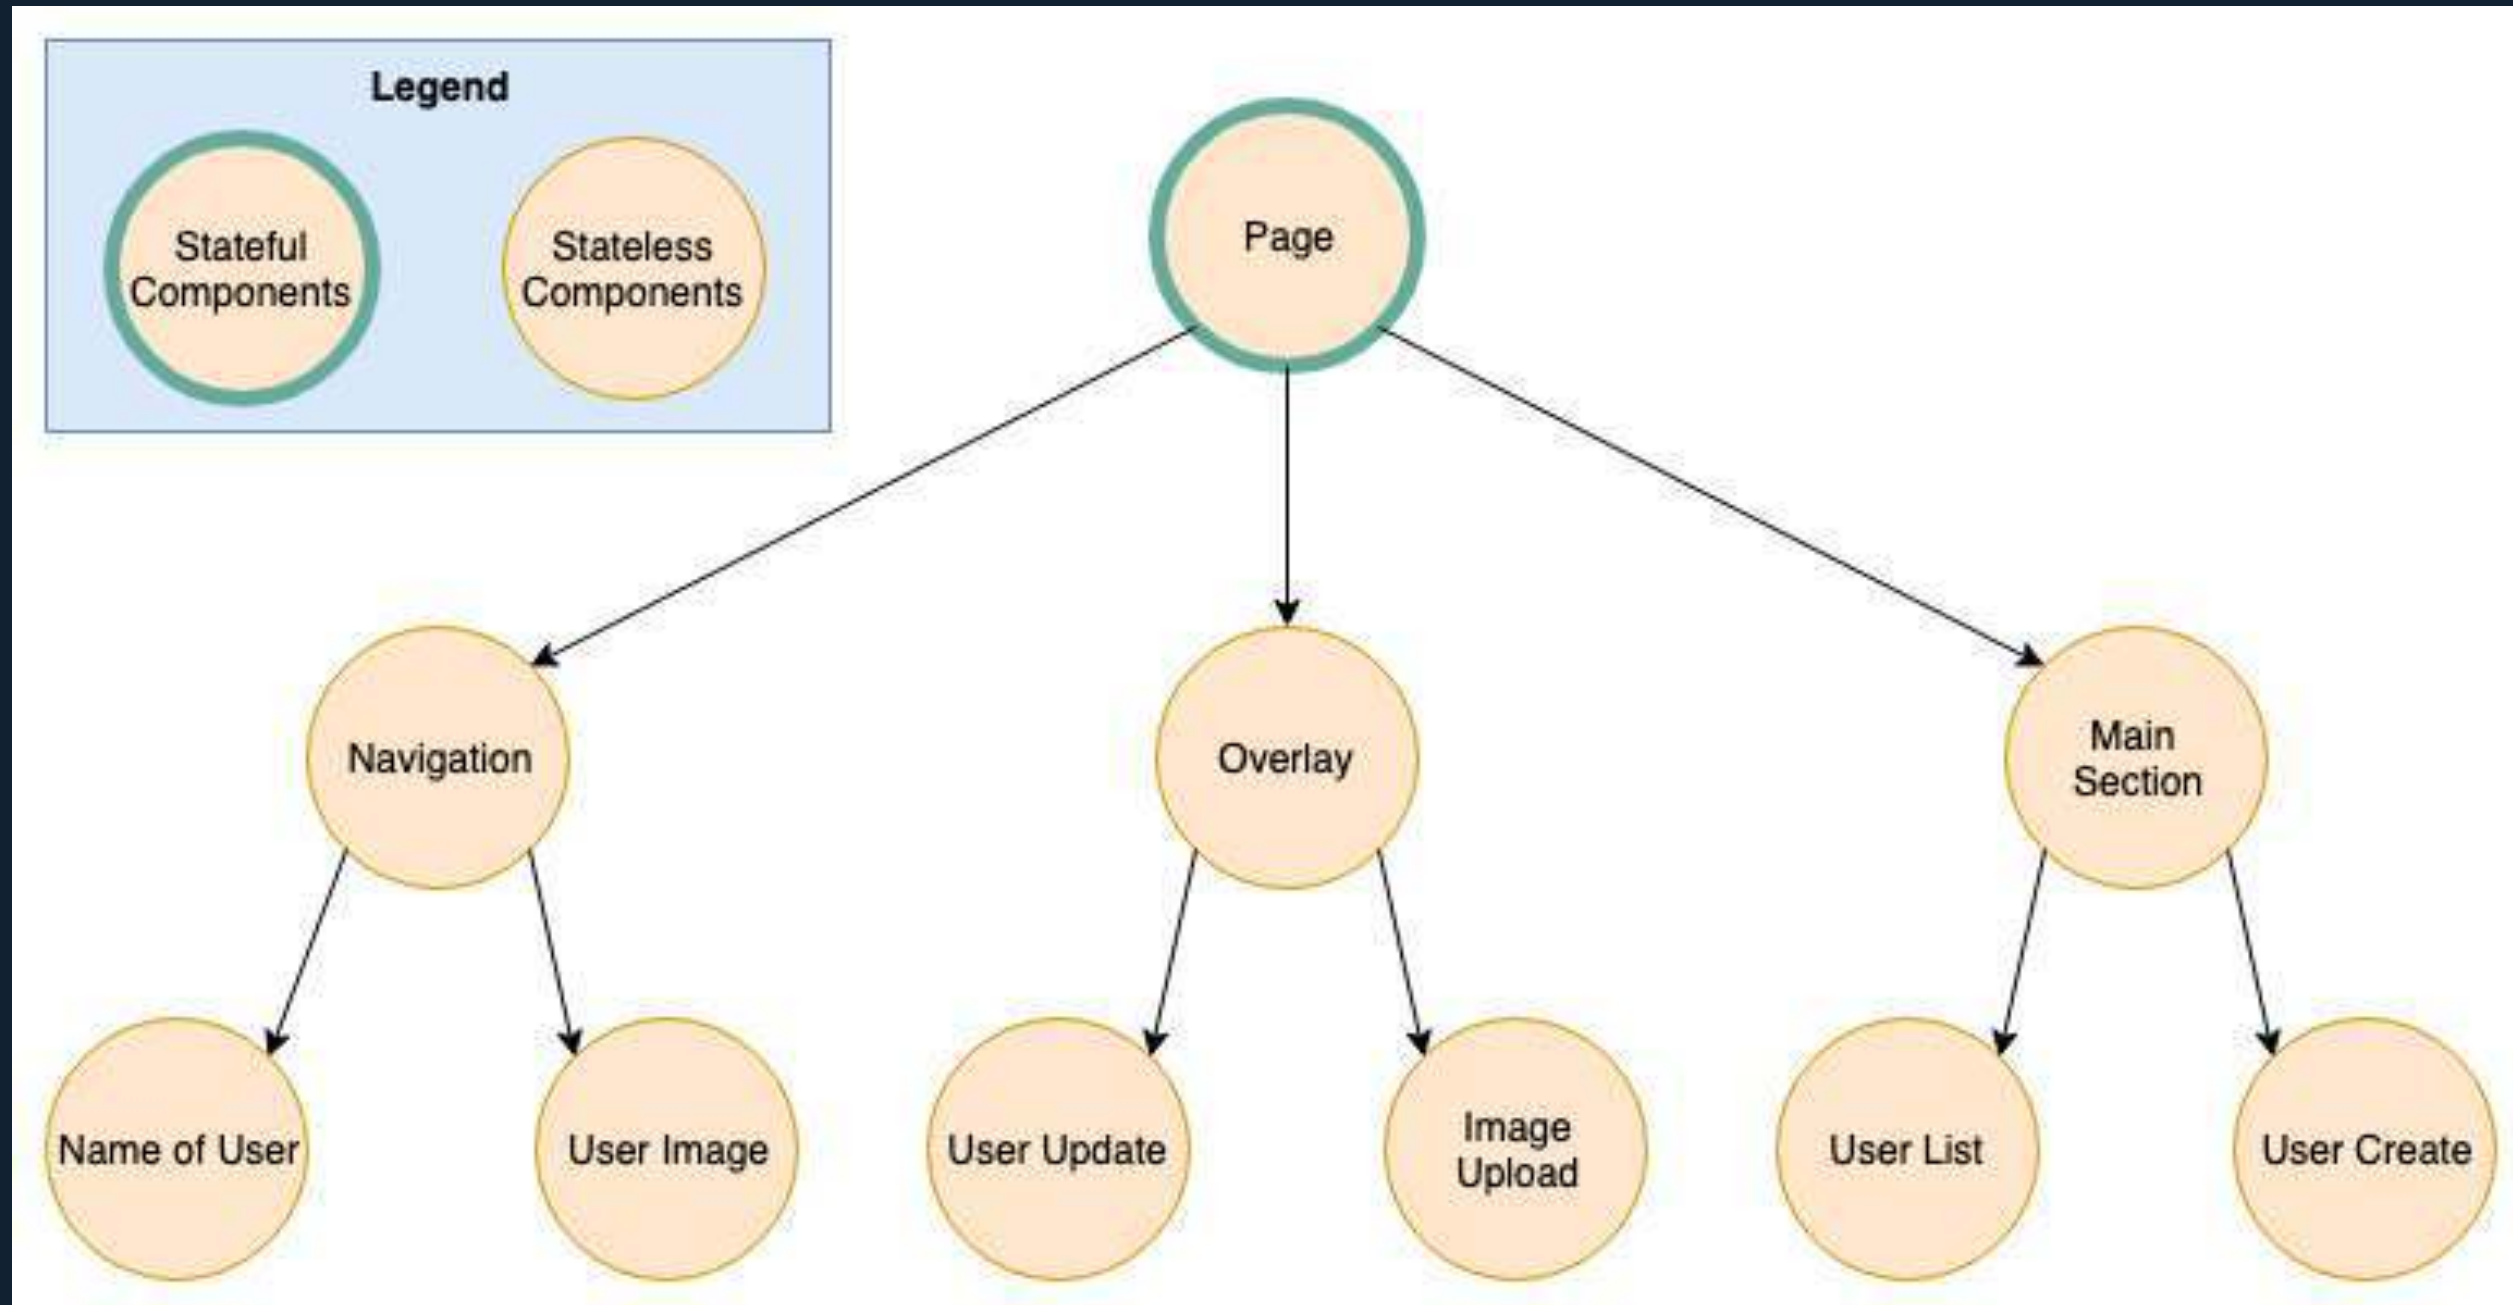 Legend
Stateful
Components
Stateless
Components
Page
Navigation
Overlay
Main
Section
Name of User
User Image
User Update
Image
Upload
User List
User Create